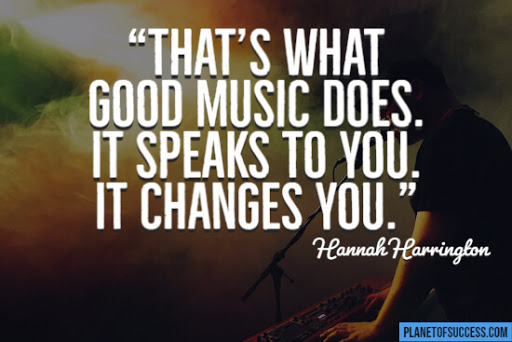 “THAT’S WHAT
GOOD MUSIC DOES.
IT SPEAKS TO YOU.
IT CHANGES YOU.”
Hannah Harrington
PLANETOFSUCCESS.COM